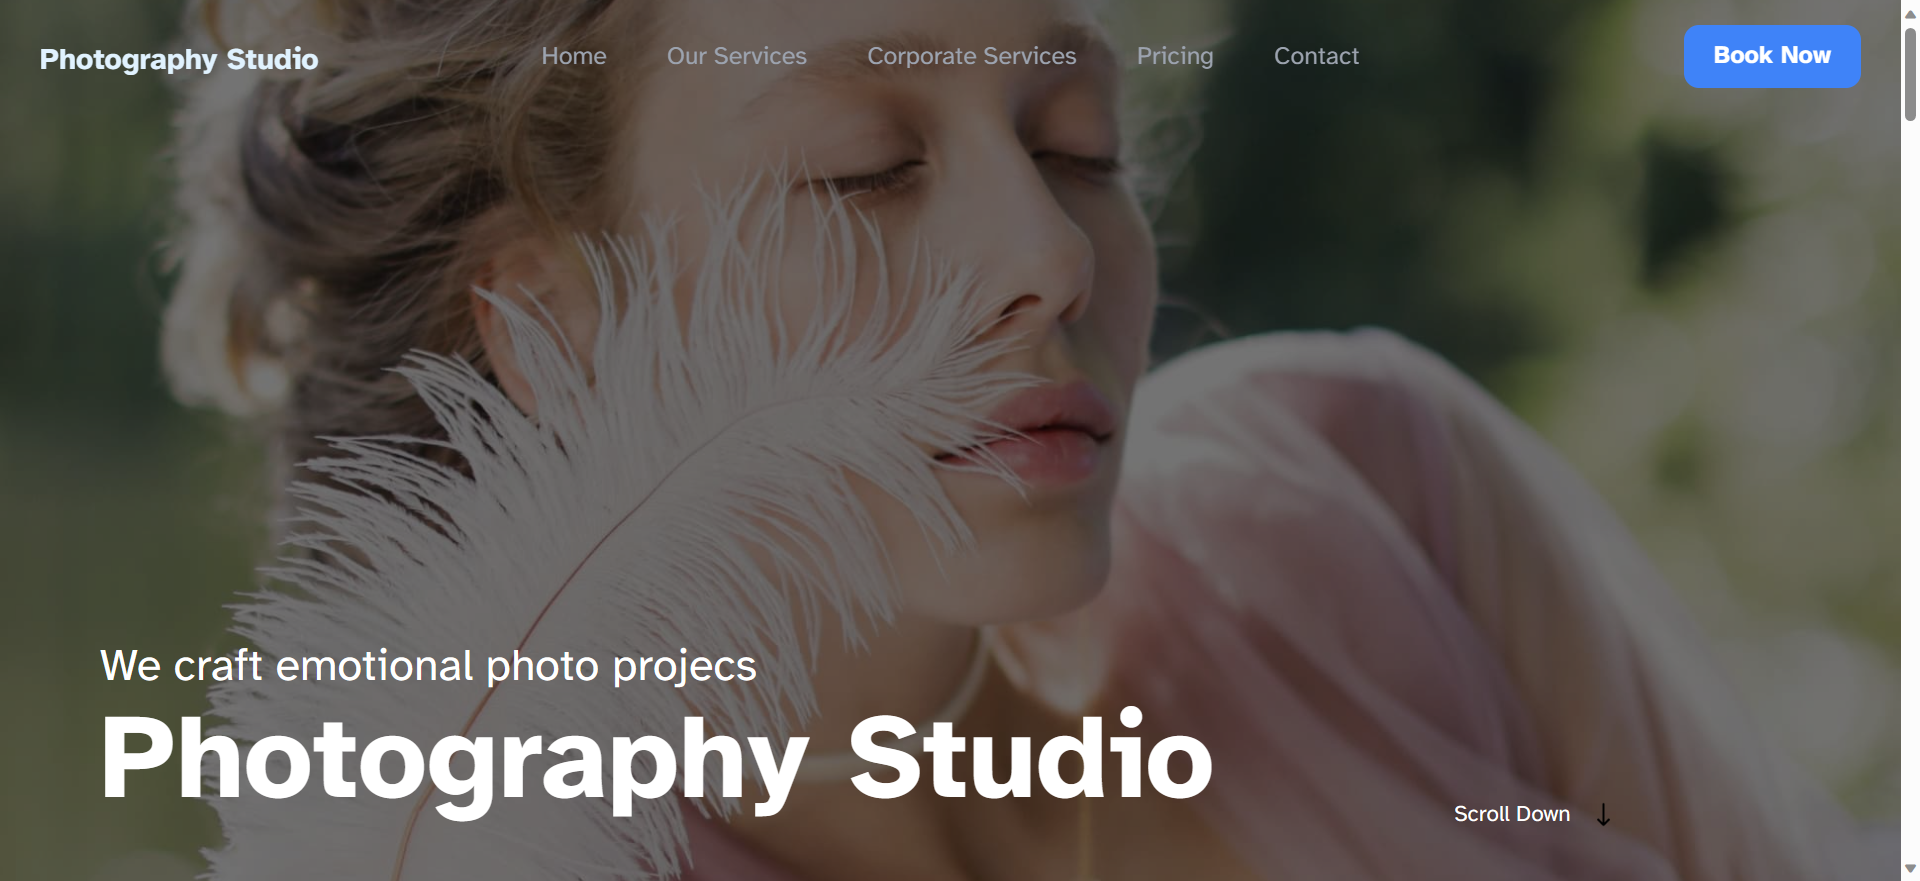 Photography Studio
Home
Our Services
Corporate Services
Pricing
Contact
Book Now
We craft emotional photo projecs
Photography Studio
Scroll Down